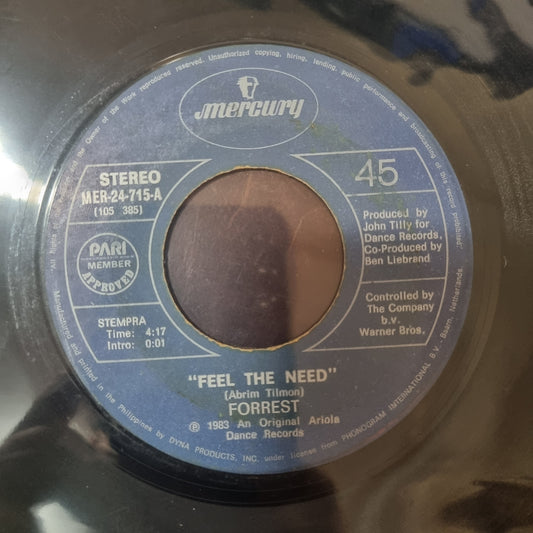 All rights of the Manufacturer and the Owner of the Work reproduced reserved. Unauthorized copying, hiring, lending, public performance and broadcasting of this record prohibited.
mercury
STEREO
MER-24-715-A
(105 385)
45
PARI
MEMBER
APPROVED
Produced by
John Tilly for
Dance Records.
Co-Produced by
Ben Liebrand
STEMPRA
Time: 4:17
Intro: 0:01
Controlled by
The Company
b.v.
Warner Bros.
"FEEL THE NEED"
(Abrim Tilmon)
FORREST
℗ 1983 An Original Ariola
Dance Records
Manufactured and printed in the Philippines by DYNA PRODUCTS, INC. under license from PHONOGRAM INTERNATIONAL B.V., Baarn, Netherlands.